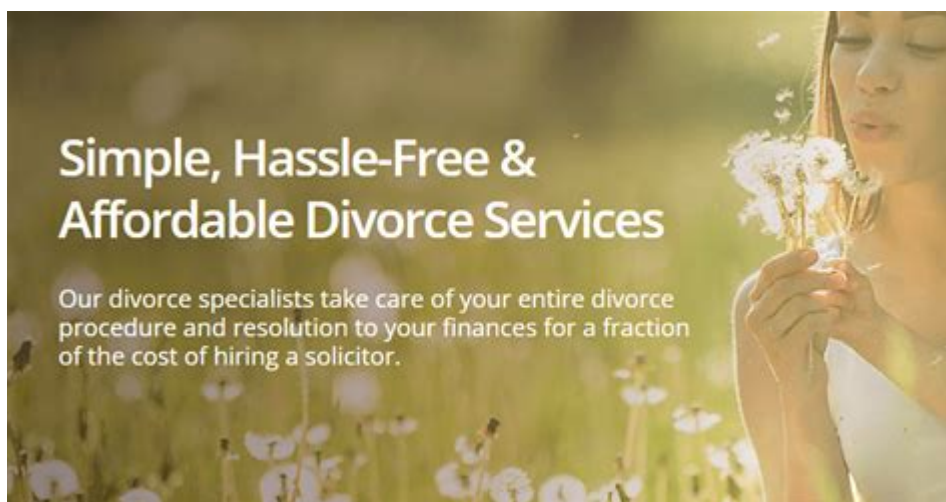 Simple, Hassle-Free &
Affordable Divorce Services
Our divorce specialists take care of your entire divorce
procedure and resolution to your finances for a fraction
of the cost of hiring a solicitor.